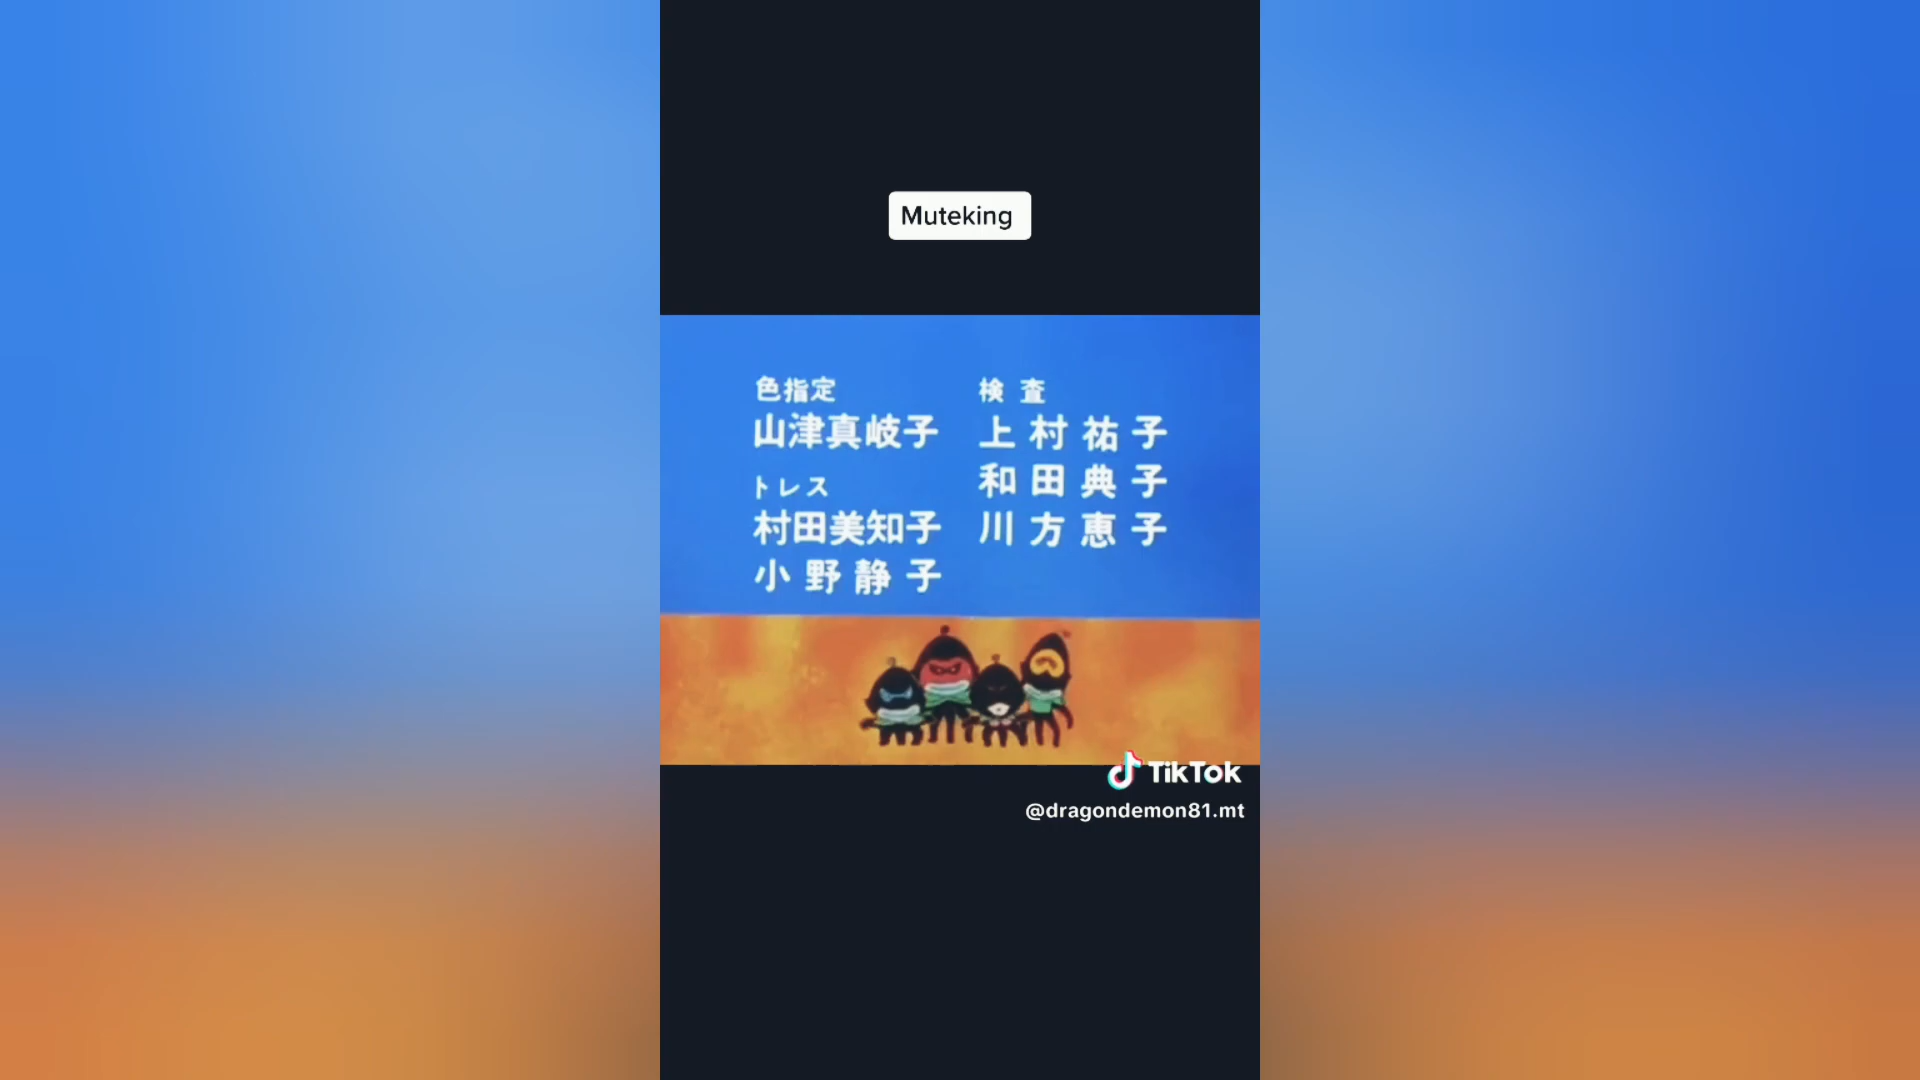 Muteking
色指定
山津真岐子
トレス
村田美知子
小野静子
検査
上村祐子
和田典子
川方恵子
TikTok
@dragondemon81.mt